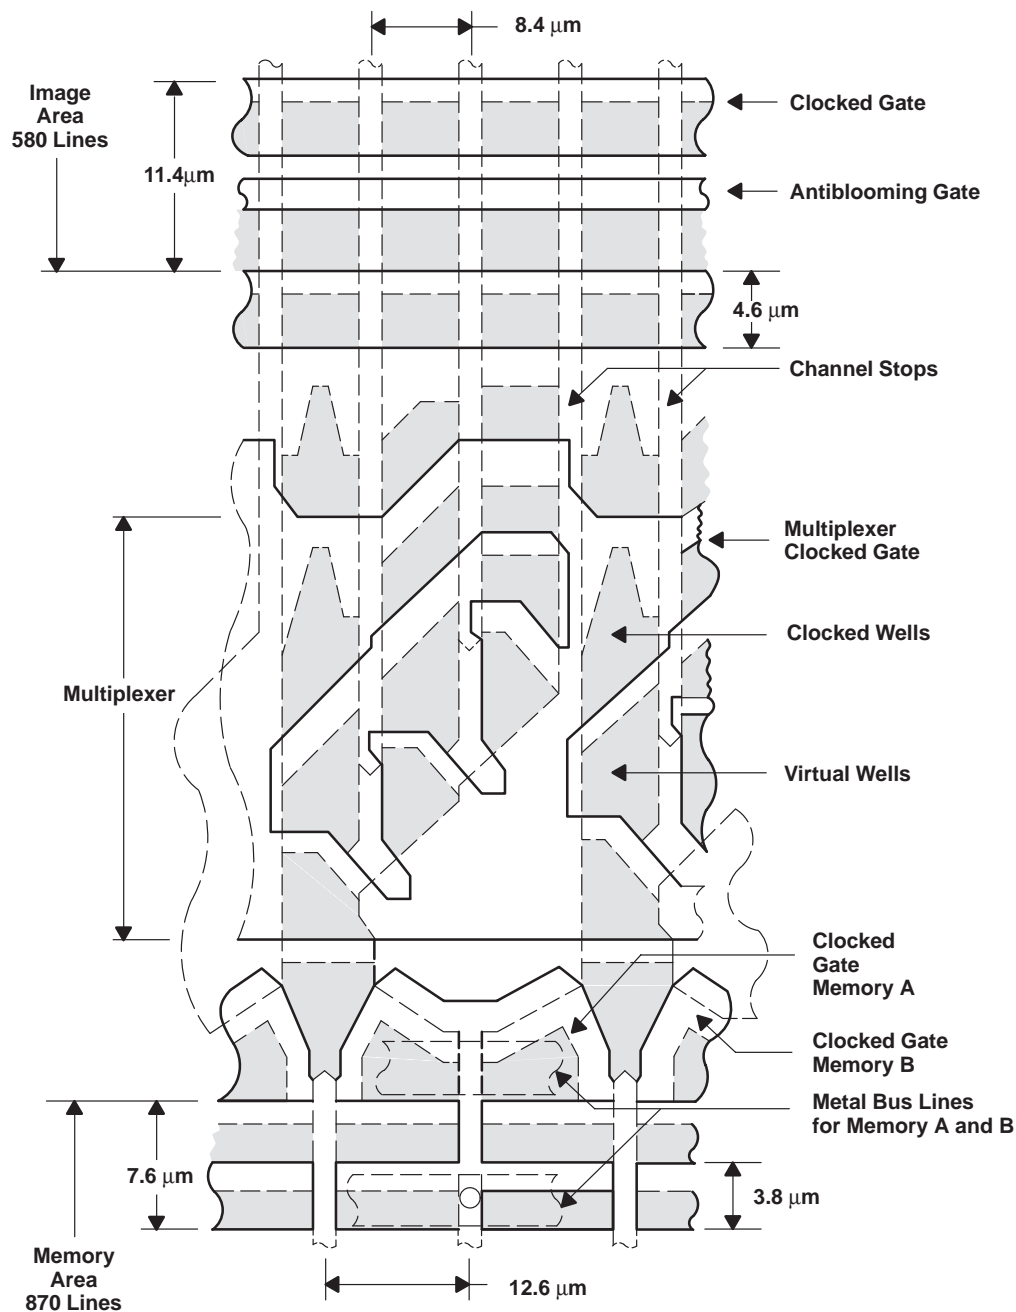 8.4 μm
Image
Area
580 Lines
Clocked Gate
11.4μm
Antiblooming Gate
4.6 μm
Channel Stops
Multiplexer
Clocked Gate
Clocked Wells
Multiplexer
Virtual Wells
Clocked
Gate
Memory A
Clocked Gate
Memory B
Metal Bus Lines
for Memory A and B
7.6 μm
3.8 μm
Memory
Area
870 Lines
12.6 μm